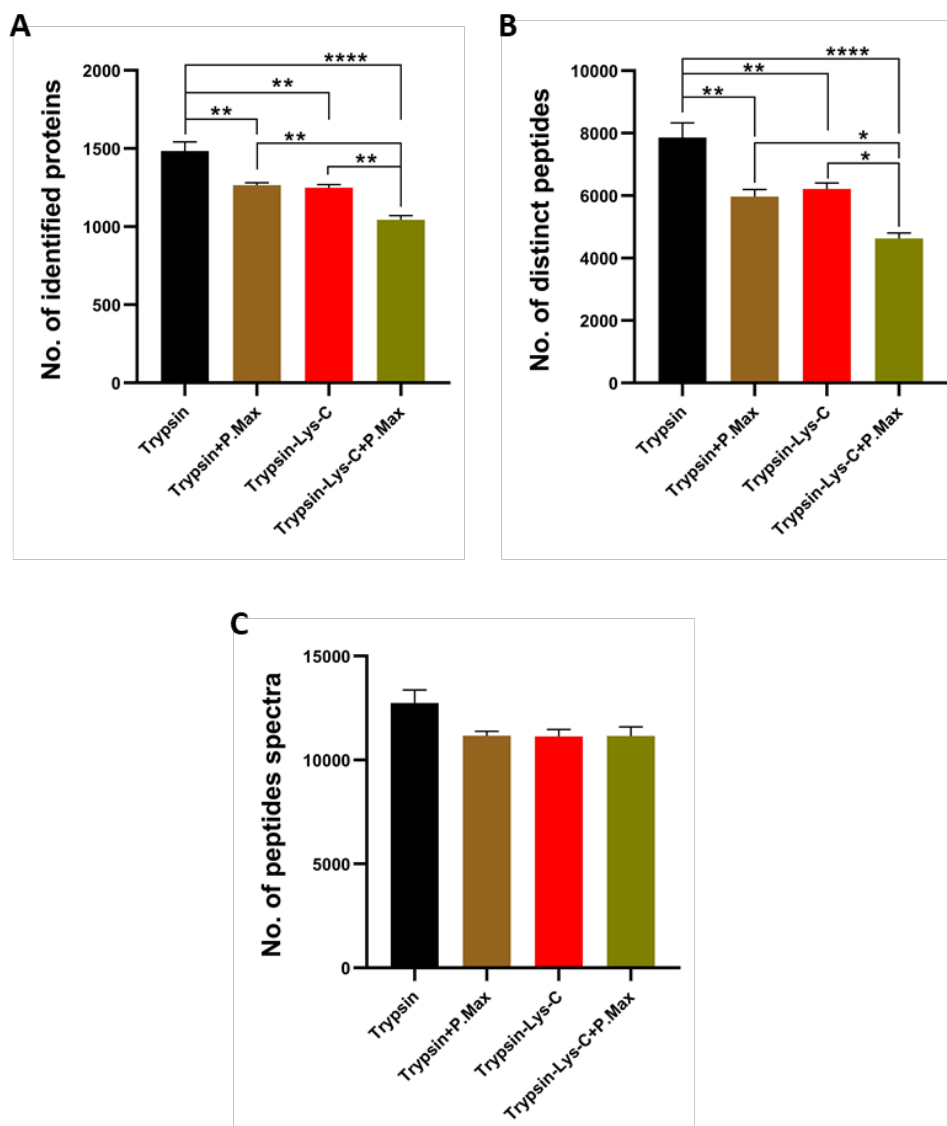 A
No. of identified proteins
2000
1500
1000
500
0
****
**
**
**
**
Trypsin
Trypsin+P.Max
Trypsin-Lys-C
Trypsin-Lys-C+P.Max
B
No. of distinct peptides
10000
8000
6000
4000
2000
0
****
**
**
*
*
Trypsin
Trypsin+P.Max
Trypsin-Lys-C
Trypsin-Lys-C+P.Max
C
No. of peptides spectra
15000
10000
5000
0
Trypsin
Trypsin+P.Max
Trypsin-Lys-C
Trypsin-Lys-C+P.Max